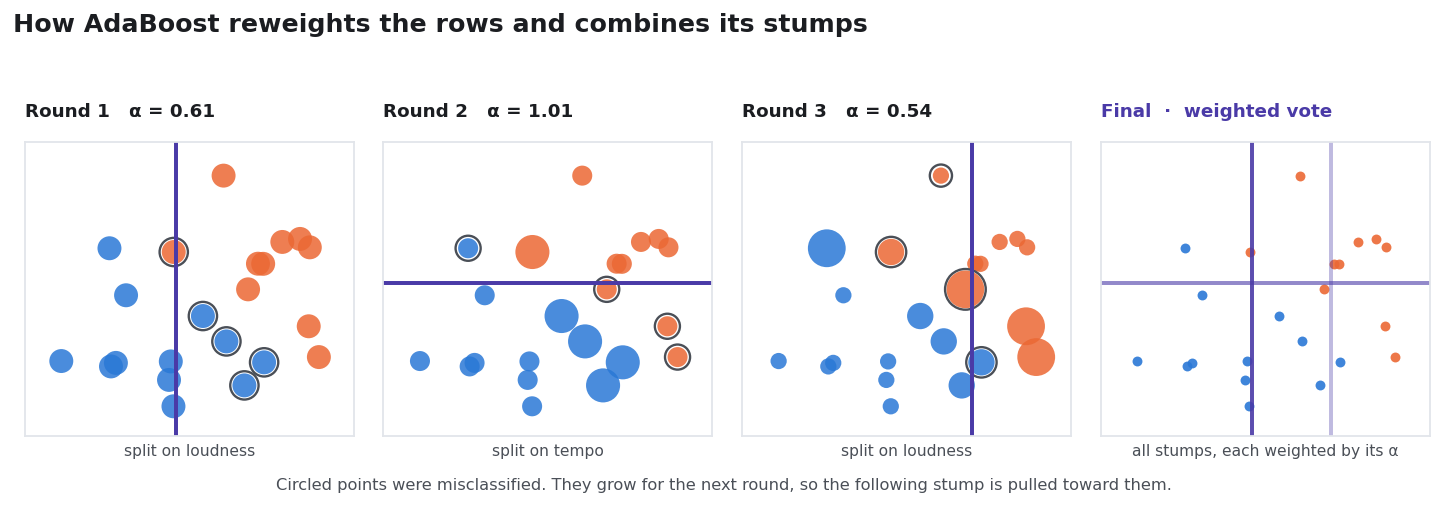 How AdaBoost reweights the rows and combines its stumps
Round 1 α = 0.61
Round 2 α = 1.01
Round 3 α = 0.54
Final · weighted vote
split on loudness
split on tempo
split on loudness
all stumps, each weighted by its α
Circled points were misclassified. They grow for the next round, so the following stump is pulled toward them.